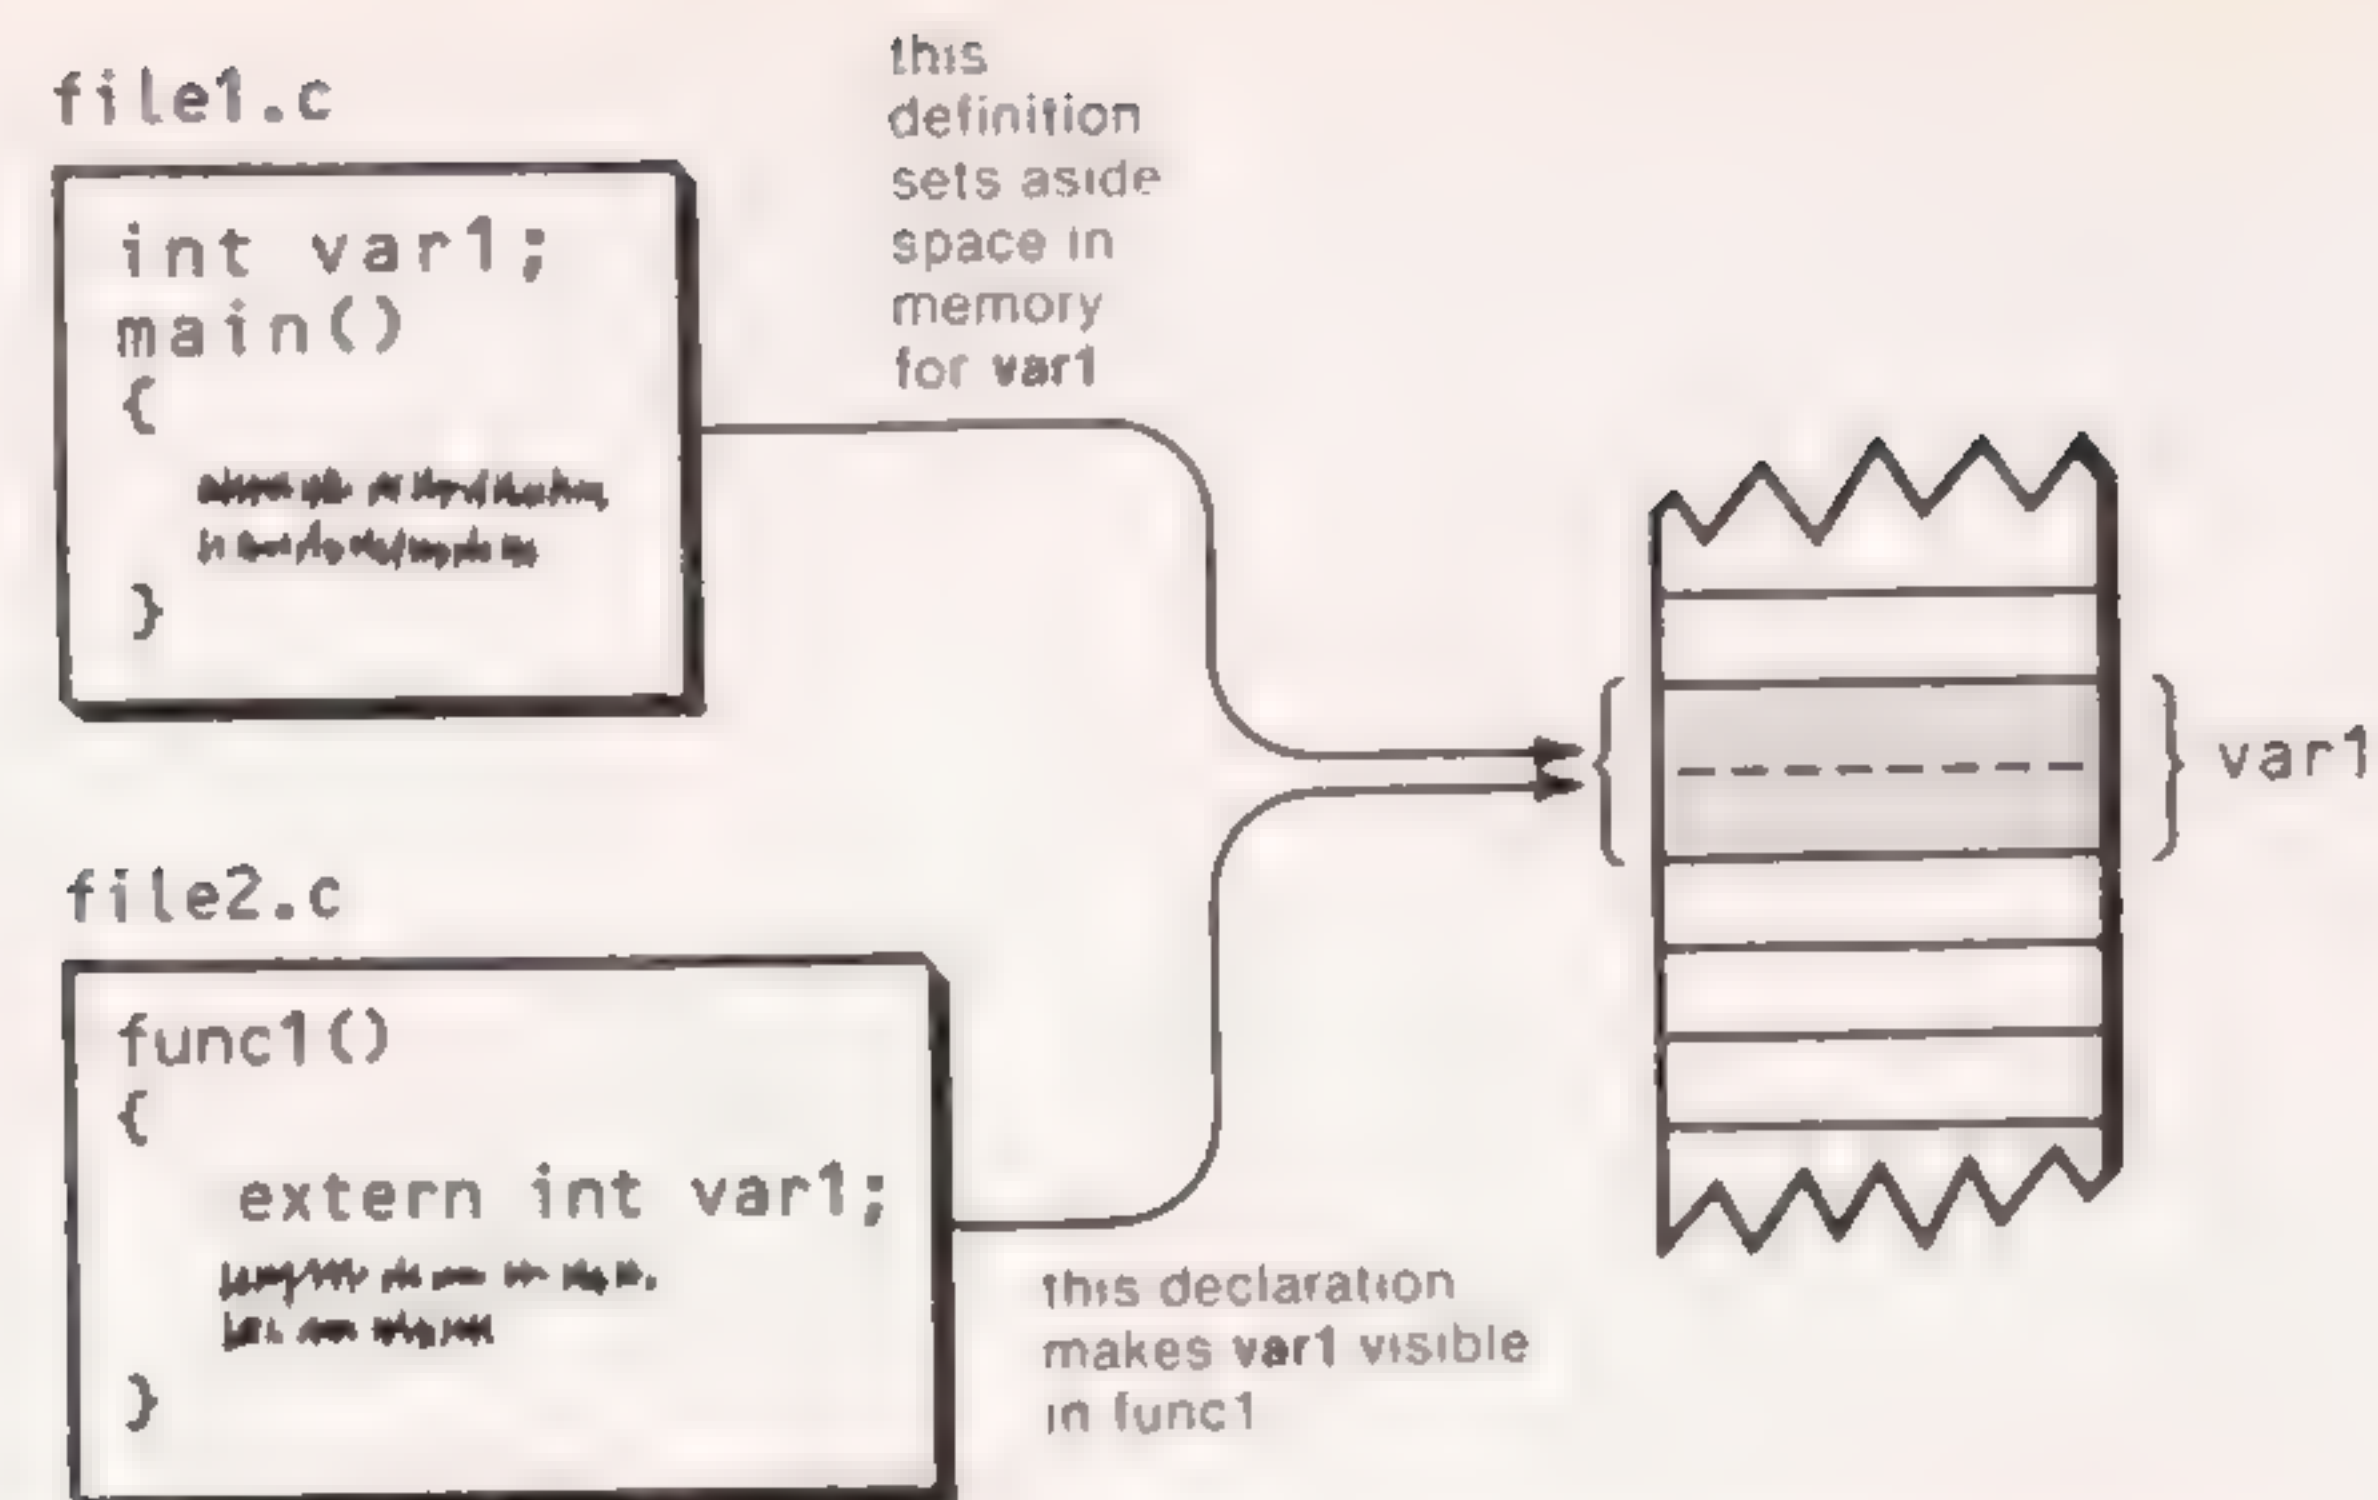 file1.c
int var1;
main()
{
}
this
definition
sets aside
space in
memory
for var1
file2.c
func1()
{
extern int var1;
}
this declaration
makes var1 visible
in func1
var1